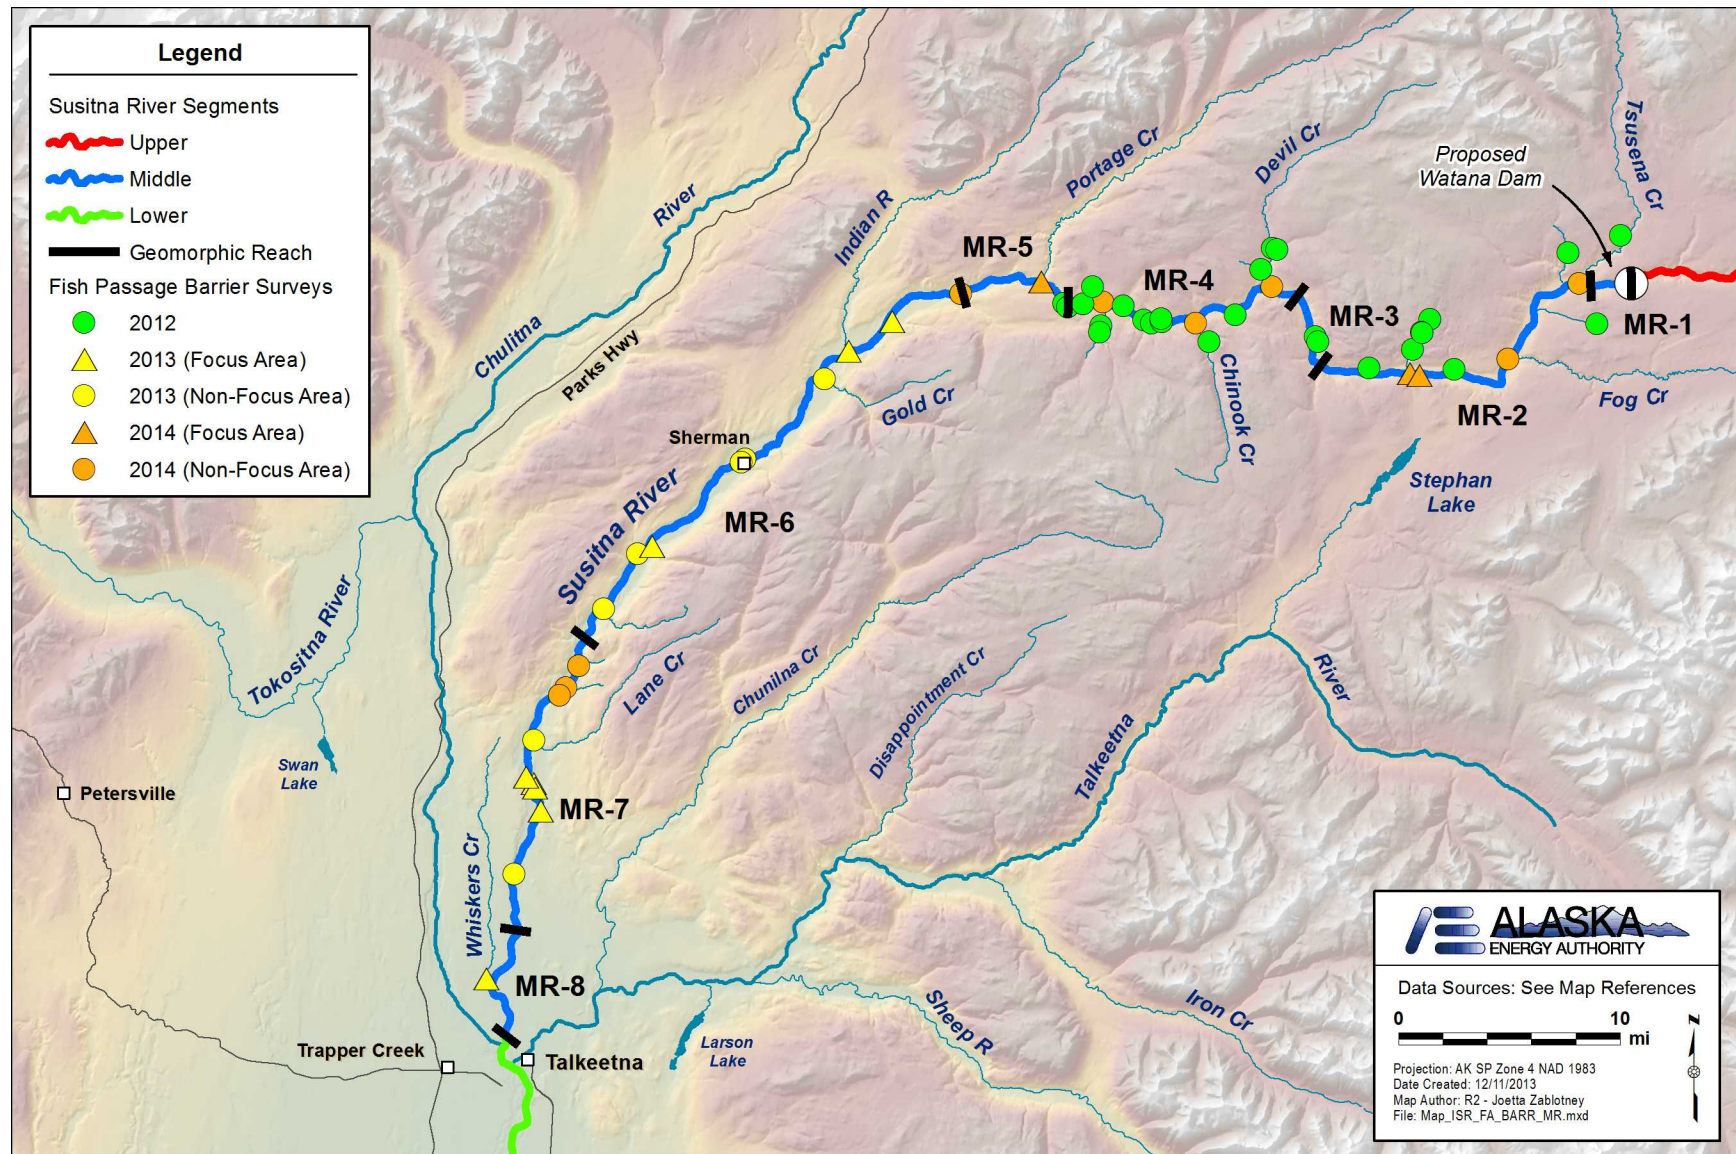 Legend
Susitna River Segments
Upper
Middle
Lower
Geomorphic Reach
Fish Passage Barrier Surveys
2012
2013 (Focus Area)
2013 (Non-Focus Area)
2014 (Focus Area)
2014 (Non-Focus Area)
Chulitna
River
Parks Hwy
Indian R
Portage Cr
Devil Cr
Tsusena Cr
Proposed
Watana Dam
MR-5
MR-4
MR-3
MR-1
MR-2
Fog Cr
Chinook Cr
Gold Cr
Sherman
Stephan
Lake
Susitna River
MR-6
Tokositna River
Swan
Lake
Lane Cr
Chunilna Cr
Disappointment Cr
Talkeetna
River
Petersville
MR-7
Whiskers Cr
MR-8
Trapper Creek
Talkeetna
Larson
Lake
Sheep R
Iron Cr
ALASKA
ENERGY AUTHORITY
Data Sources: See Map References
0 10
mi
N
Projection: AK SP Zone 4 NAD 1983
Date Created: 12/11/2013
Map Author: R2 - Joetta Zablotney
File: Map_ISR_FA_BARR_MR.mxd